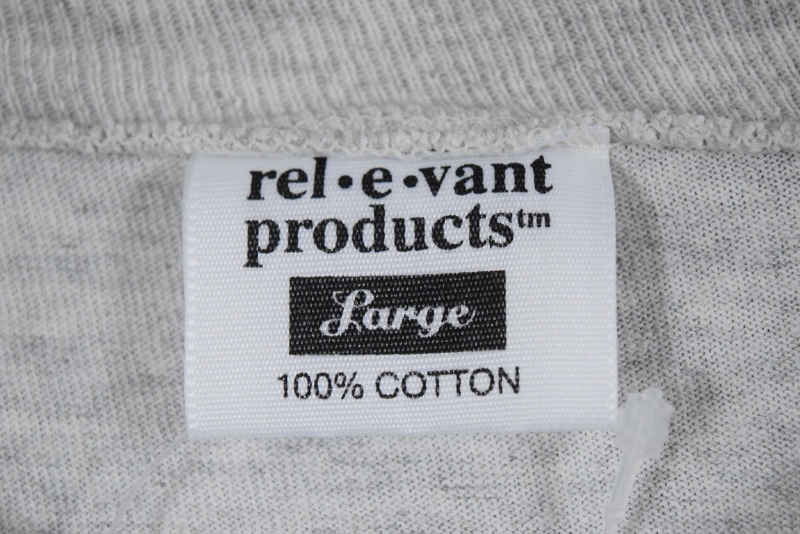 rel•e•vant
products™
Large
100% COTTON